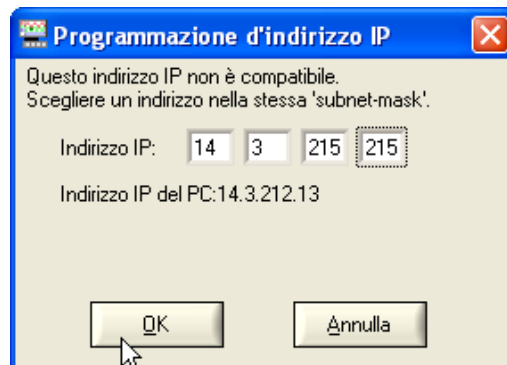 Programmazione d'indirizzo IP
Questo indirizzo IP non è compatibile.
Scegliere un indirizzo nella stessa 'subnet-mask'.
Indirizzo IP: 14 3 215 215
Indirizzo IP del PC:14.3.212.13
OK Annulla